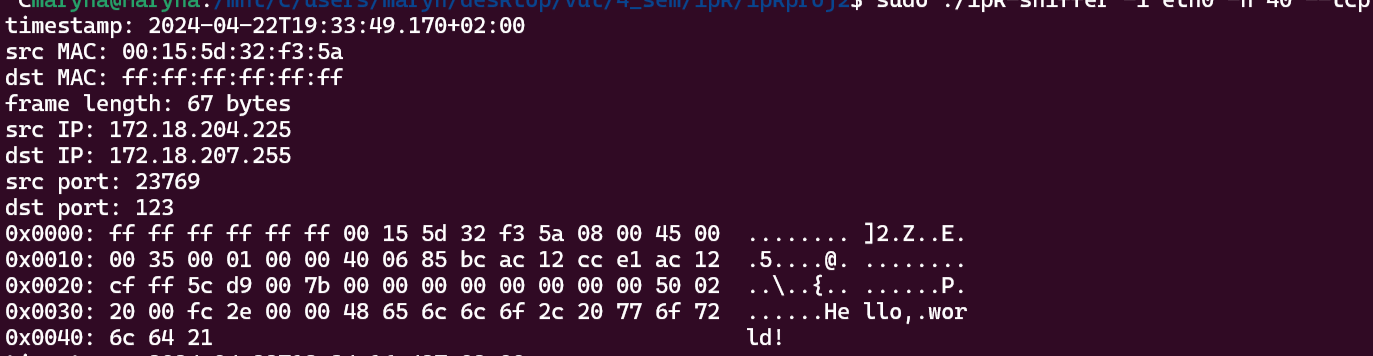 Cmaryna@maryna:/mnt/c/users/maryn/desktop/vut/4_sem/ipk/ipkproj2$ sudo ./ipk-sniffer -i eth0 -n 40 --tcp
timestamp: 2024-04-22T19:33:49.170+02:00
src MAC: 00:15:5d:32:f3:5a
dst MAC: ff:ff:ff:ff:ff:ff
frame length: 67 bytes
src IP: 172.18.204.225
dst IP: 172.18.207.255
src port: 23769
dst port: 123
0x0000: ff ff ff ff ff ff 00 15 5d 32 f3 5a 08 00 45 00  ........ ]2.Z..E.
0x0010: 00 35 00 01 00 00 40 06 85 bc ac 12 cc e1 ac 12  .5....@. ........
0x0020: cf ff 5c d9 00 7b 00 00 00 00 00 00 00 00 50 02  ..\..{.. ......P.
0x0030: 20 00 fc 2e 00 00 48 65 6c 6c 6f 2c 20 77 6f 72  ......He llo,.wor
0x0040: 6c 64 21                                         ld!